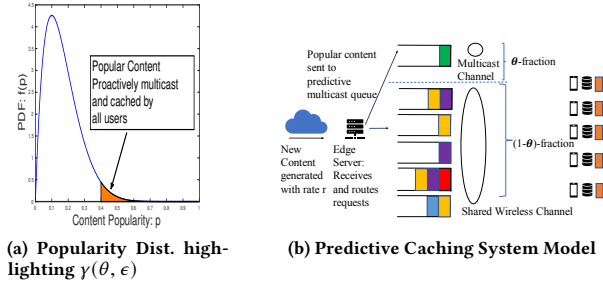 (a)
PDF: f(p)
4.5
4
3.5
3
2.5
2
1.5
1
0.5
0
Popular Content
Proactively multicast
and cached by
all users
0 0.1 0.2 0.3 0.4 0.5 0.6 0.7 0.8 0.9 1
Content Popularity: p
(a) Popularity Dist. high-
lighting γ(θ, ϵ)
(b)
Popular content
sent to
predictive
multicast queue
Multicast
Channel
θ-fraction
(1-θ)-fraction
New
Content
generated
with rate r
Edge
Server:
Receives
and routes
requests
Shared Wireless Channel
(b) Predictive Caching System Model